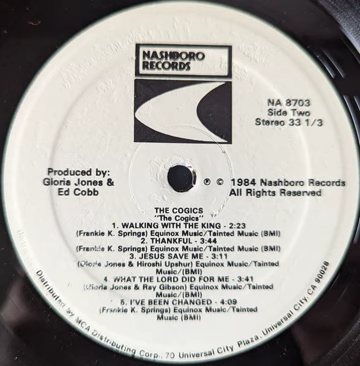 NASHBORO
RECORDS
NA 8703
Side Two
Stereo 33 1/3
Produced by:
Gloria Jones &
Ed Cobb
℗ © 1984 Nashboro Records
All Rights Reserved
THE COGICS
"The Cogics"
1. WALKING WITH THE KING - 2:23
(Frankie K. Springs) Equinox Music/Tainted Music (BMI)
2. THANKFUL - 3:44
(Frankie K. Springs) Equinox Music/Tainted Music (BMI)
3. JESUS SAVE ME - 3:11
(Gloria Jones & Hiroshi Upshur) Equinox Music/Tainted
Music/(BMI)
4. WHAT THE LORD DID FOR ME - 3:41
(Gloria Jones & Ray Gibson) Equinox Music/Tainted
Music/(BMI)
5. I'VE BEEN CHANGED - 4:09
(Frankie K. Springs) Equinox Music/Tainted
Music (BMI)
Distributed by MCA Distributing Corp., 70 Universal City Plaza, Universal City, CA 90028